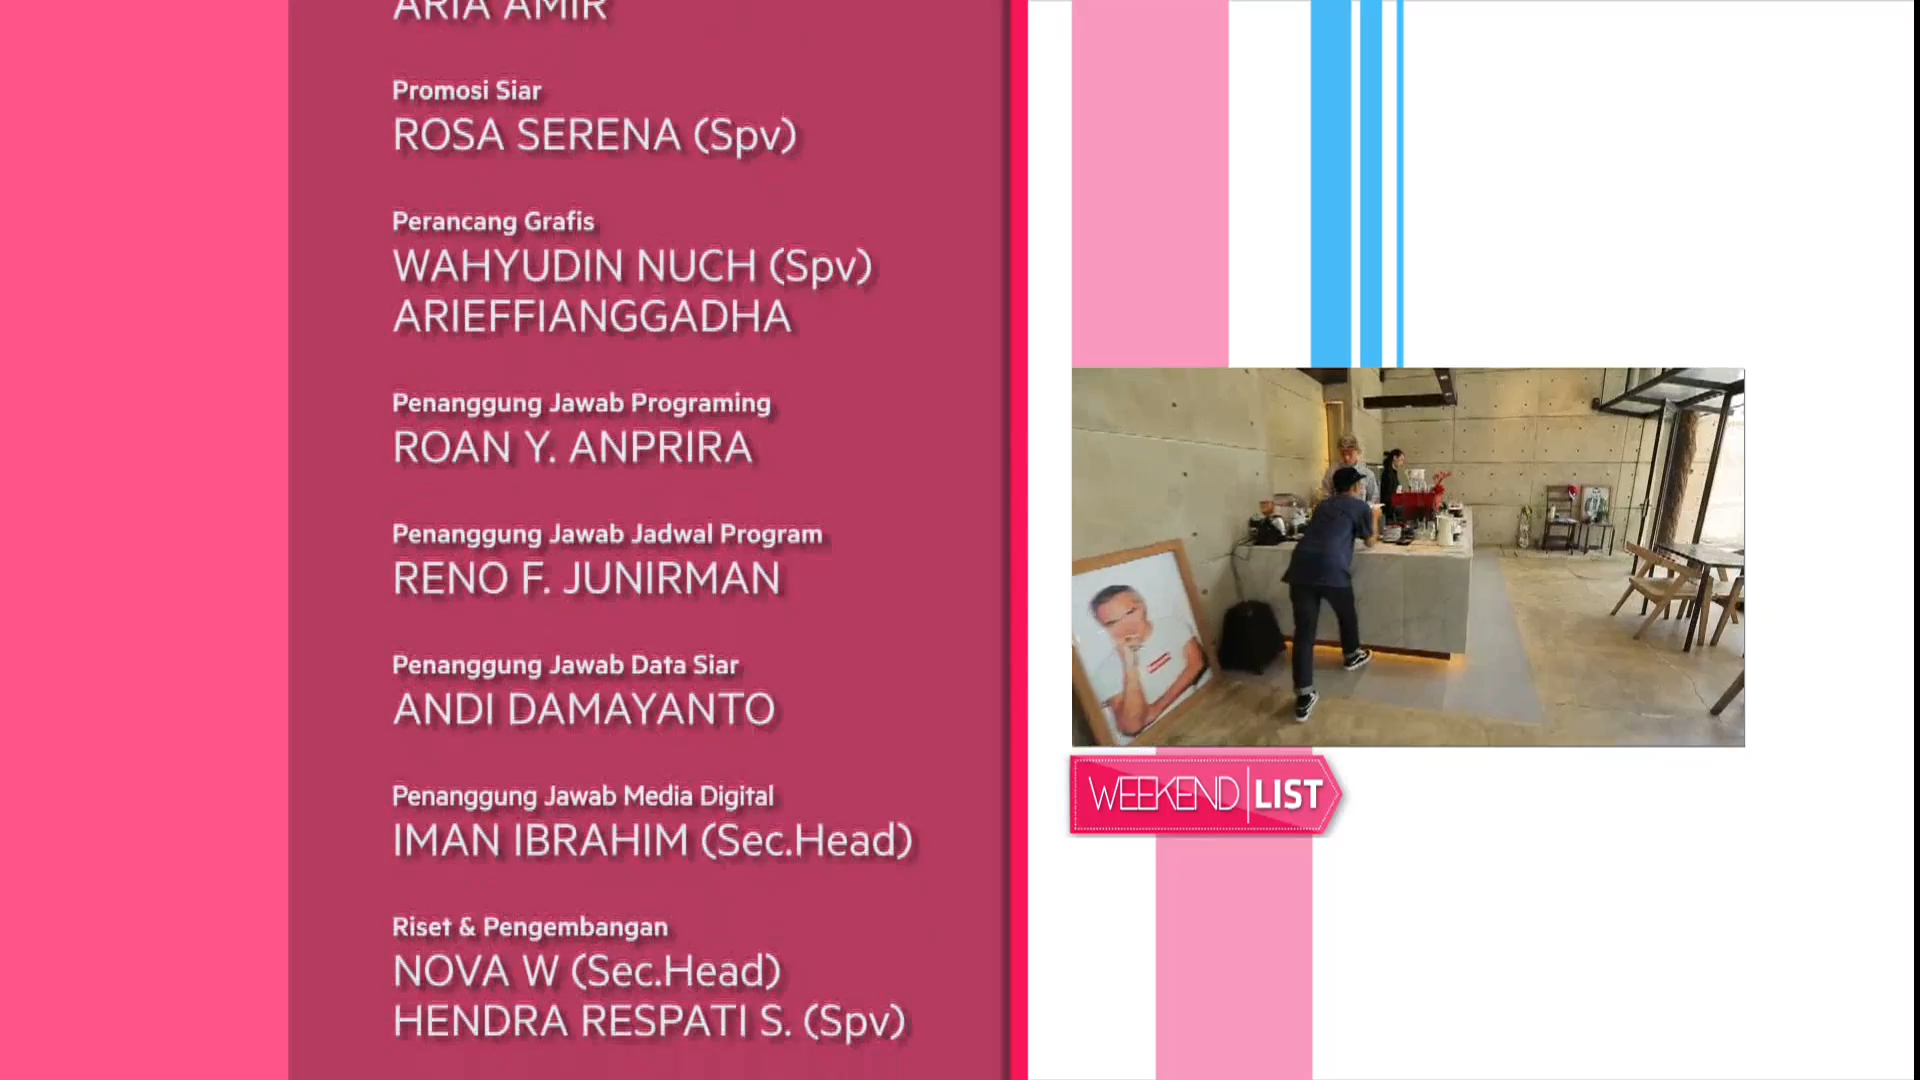 ARIA AMIR
Promosi Siar
ROSA SERENA (Spv)
Perancang Grafis
WAHYUDIN NUCH (Spv)
ARIEFFIANGGADHA
Penanggung Jawab Programing
ROAN Y. ANPRIRA
Penanggung Jawab Jadwal Program
RENO F. JUNIRMAN
Penanggung Jawab Data Siar
ANDI DAMAYANTO
Penanggung Jawab Media Digital
IMAN IBRAHIM (Sec.Head)
Riset & Pengembangan
NOVA W (Sec.Head)
HENDRA RESPATI S. (Spv)
WEEKEND LIST